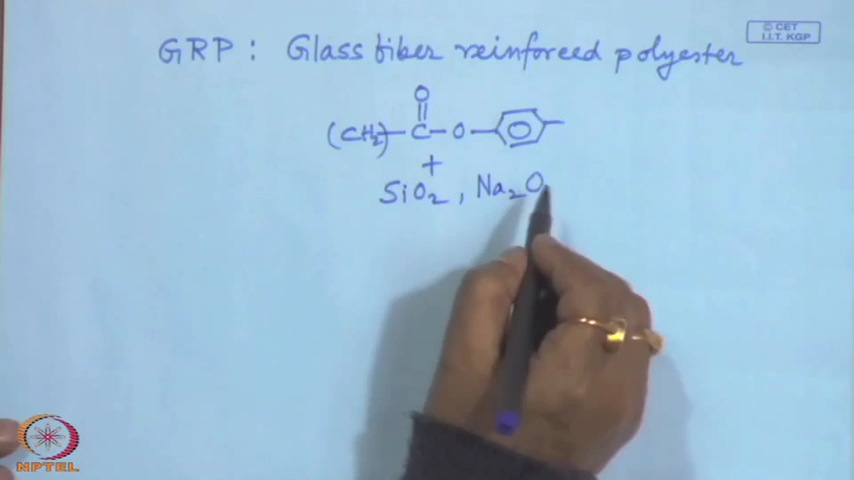 © CET
I.I.T. KGP
GRP : Glass fiber reinforced polyester
O
(CH2) C O
+
SiO2, Na2O
NPTEL